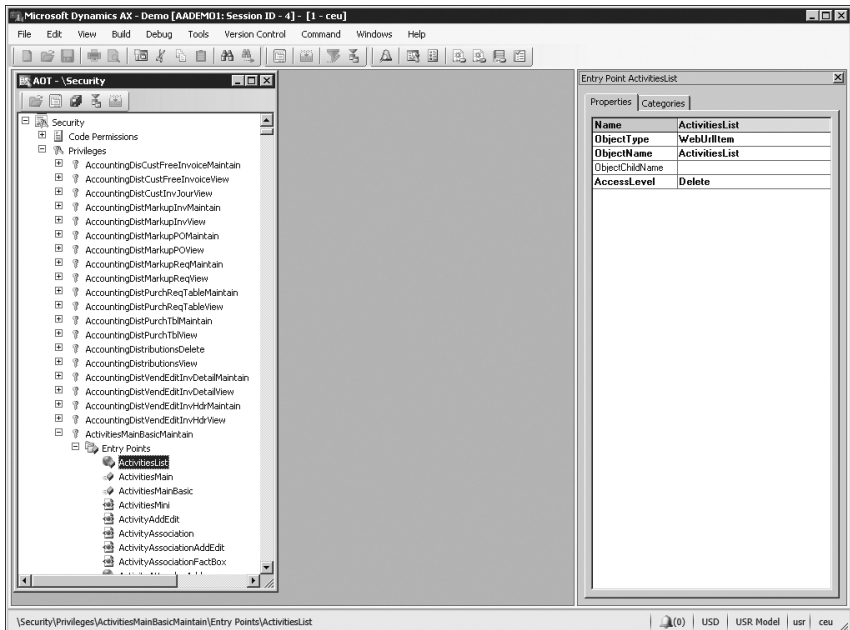 Microsoft Dynamics AX - Demo [AADEMO1: Session ID - 4] - [1 - ceu]
File Edit View Build Debug Tools Version Control Command Windows Help
AOT - \Security
Security
Code Permissions
Privileges
AccountingDisCustFreeInvoiceMaintain
AccountingDistCustFreeInvoiceView
AccountingDistCustInvJourView
AccountingDistMarkupInvMaintain
AccountingDistMarkupInvView
AccountingDistMarkupPOMaintain
AccountingDistMarkupPOView
AccountingDistMarkupReqMaintain
AccountingDistMarkupReqView
AccountingDistPurchReqTableMaintain
AccountingDistPurchReqTableView
AccountingDistPurchTblMaintain
AccountingDistPurchTblView
AccountingDistributionsDelete
AccountingDistributionsView
AccountingDistVendEditInvDetailMaintain
AccountingDistVendEditInvDetailView
AccountingDistVendEditInvHdrMaintain
AccountingDistVendEditInvHdrView
ActivitiesMainBasicMaintain
Entry Points
ActivitiesList
ActivitiesMain
ActivitiesMainBasic
ActivitiesMini
ActivityAddEdit
ActivityAssociation
ActivityAssociationAddEdit
ActivityAssociationFactBox
Entry Point ActivitiesList
Properties Categories
Name ActivitiesList
ObjectType WebUrlItem
ObjectName ActivitiesList
ObjectChildName
AccessLevel Delete
\Security\Privileges\ActivitiesMainBasicMaintain\Entry Points\ActivitiesList (0) USD USR Model usr ceu